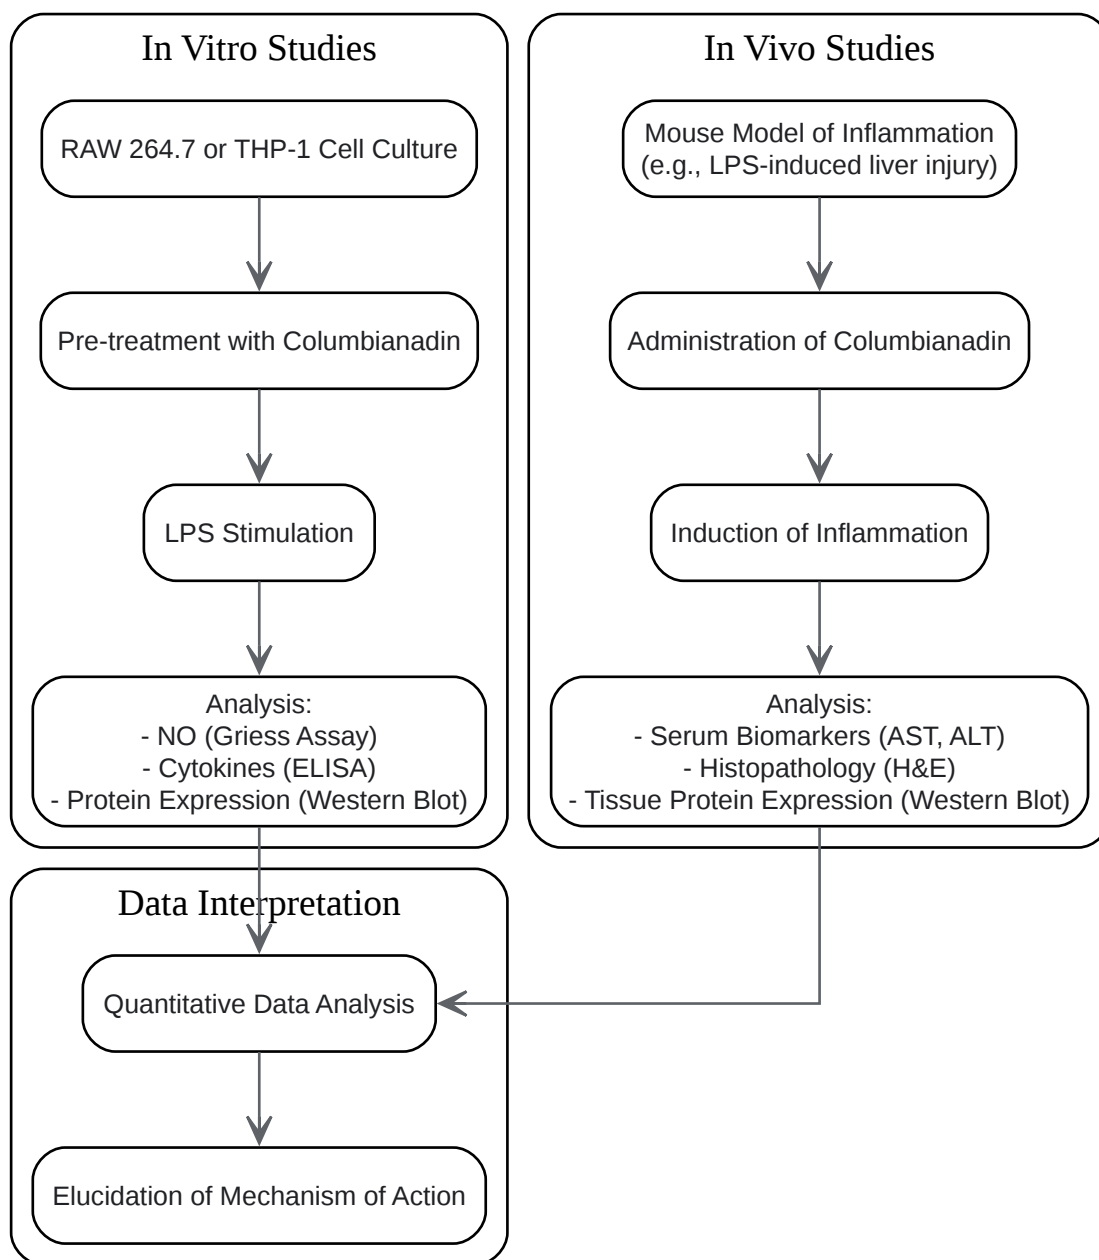 In Vitro Studies
RAW 264.7 or THP-1 Cell Culture
Pre-treatment with Columbianadin
LPS Stimulation
Analysis:
- NO (Griess Assay)
- Cytokines (ELISA)
- Protein Expression (Western Blot)
In Vivo Studies
Mouse Model of Inflammation
(e.g., LPS-induced liver injury)
Administration of Columbianadin
Induction of Inflammation
Analysis:
- Serum Biomarkers (AST, ALT)
- Histopathology (H&E)
- Tissue Protein Expression (Western Blot)
Data Interpretation
Quantitative Data Analysis
Elucidation of Mechanism of Action